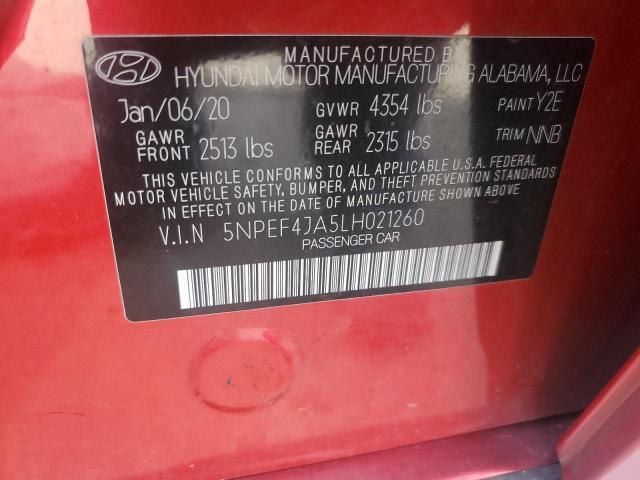 MANUFACTURED BY
HYUNDAI MOTOR MANUFACTURING ALABAMA, LLC
Jan/06/20 GVWR 4354 lbs PAINT Y2E
GAWR FRONT 2513 lbs GAWR REAR 2315 lbs TRIM NNB
THIS VEHICLE CONFORMS TO ALL APPLICABLE U.S.A. FEDERAL
MOTOR VEHICLE SAFETY, BUMPER, AND THEFT PREVENTION STANDARDS
IN EFFECT ON THE DATE OF MANUFACTURE SHOWN ABOVE.
V.I.N 5NPEF4JA5LH021260
PASSENGER CAR